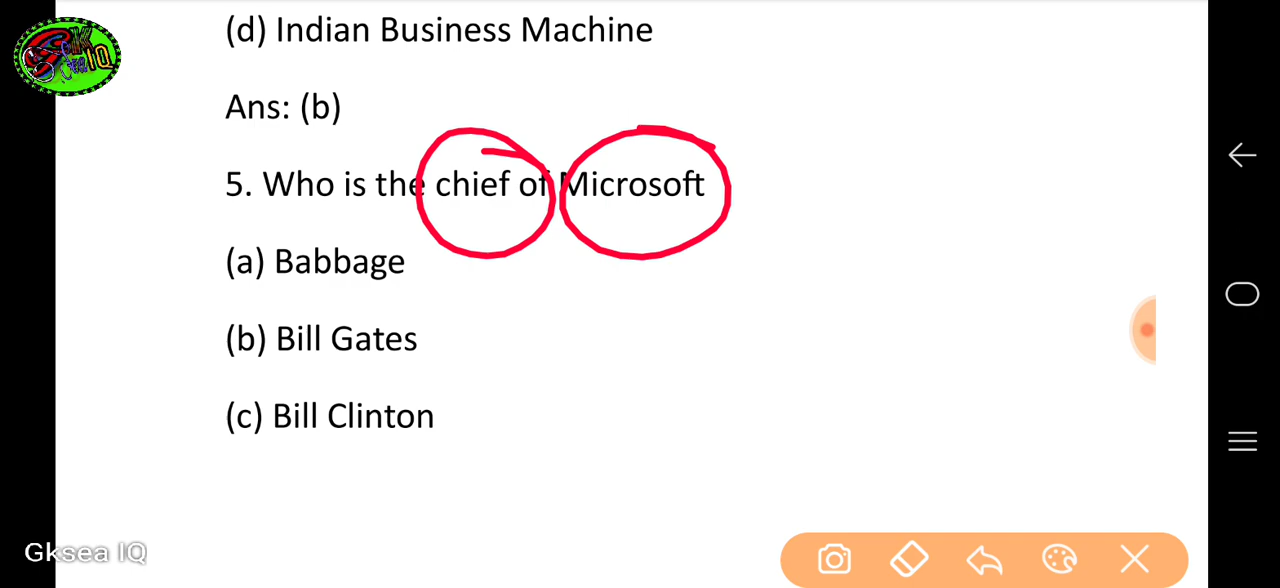 (d) Indian Business Machine
Ans: (b)
5. Who is the chief of Microsoft
(a) Babbage
(b) Bill Gates
(c) Bill Clinton
Gksea IQ